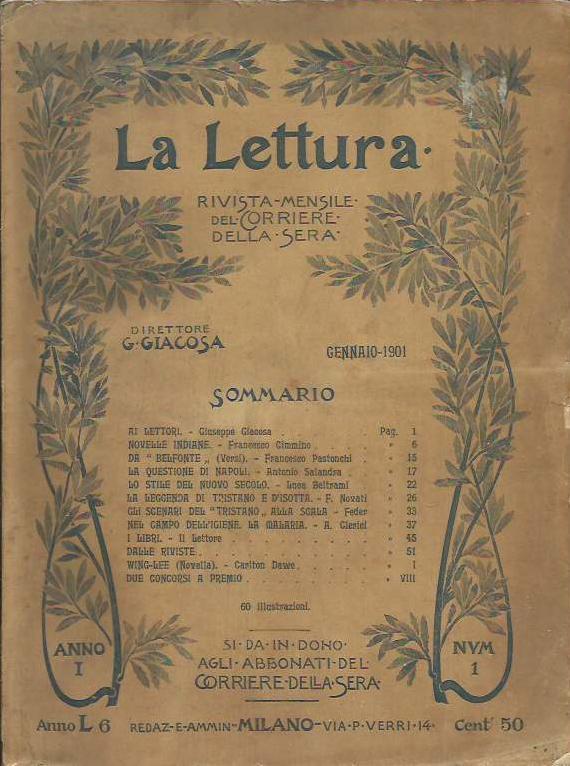 La Lettura·
RIVISTA-MENSILE·
DEL·CORRIERE·
DELLA·SERA·
DIRETTORE
G·GIACOSA
GENNAIO-1901
SOMMARIO
AI LETTORI. - Giuseppe Giacosa . . . . . . Pag. 1
NOVELLE INDIANE. - Francesco Cimmino . . . . » 6
DA " BELFONTE „ (Versi). - Francesco Pastonchi . . » 15
LA QUESTIONE DI NAPOLI. - Antonio Salandra . . » 17
LO STILE DEL NUOVO SECOLO. - Luca Beltrami . » 22
LA LEGGENDA DI TRISTANO E D'ISOTTA. - F. Novati » 26
GLI SCENARI DEL "TRISTANO„ ALLA SCALA - Feder » 33
NEL CAMPO DELL'IGIENE. LA MALARIA. - A. Clerici » 37
I LIBRI. - Il Lettore . . . . . . . » 45
DALLE RIVISTE . . . . . . . . . » 51
WING-LEE (Novella). - Carlton Dawe . . . . . » I
DUE CONCORSI A PREMIO . . . . . . . » VIII
60 illustrazioni.
ANNO
I
SI·DA·IN·DONO·
AGLI·ABBONATI·DEL·
CORRIERE·DELLA·SERA·
NVM
1
Anno L 6 REDAZ-E-AMMIN-MILANO-VIA·P·VERRI·14· Cent' 50